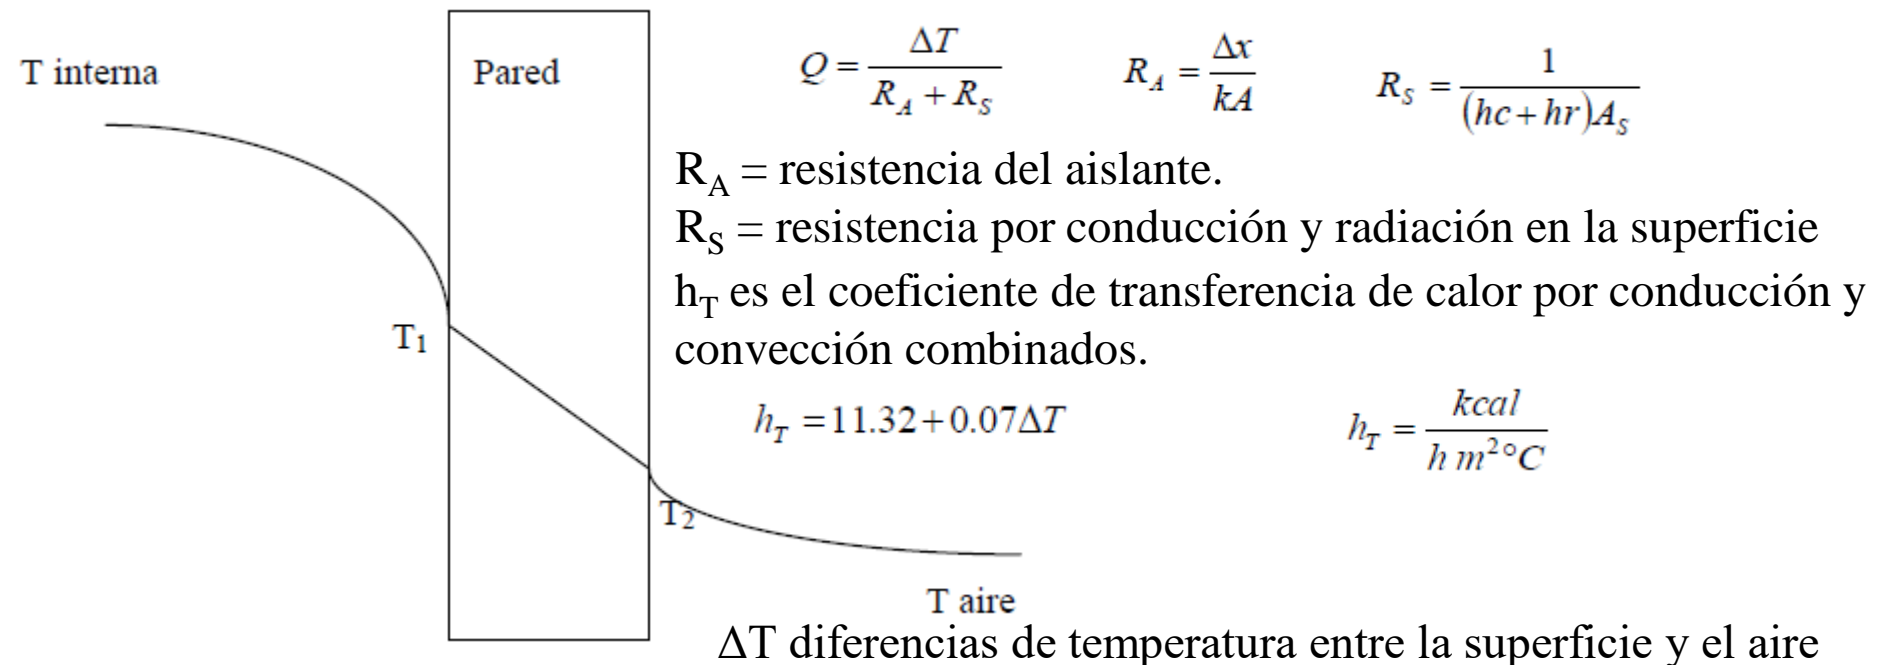 T interna
Pared
Q = ΔT / (R_A + R_S)
R_A = Δx / kA
R_S = 1 / ((hc + hr)A_S)
R_A = resistencia del aislante.
R_S = resistencia por conducción y radiación en la superficie
h_T es el coeficiente de transferencia de calor por conducción y
convección combinados.
T_1
h_T = 11.32 + 0.07ΔT
h_T = kcal / (h m²°C)
T_2
T aire
ΔT diferencias de temperatura entre la superficie y el aire